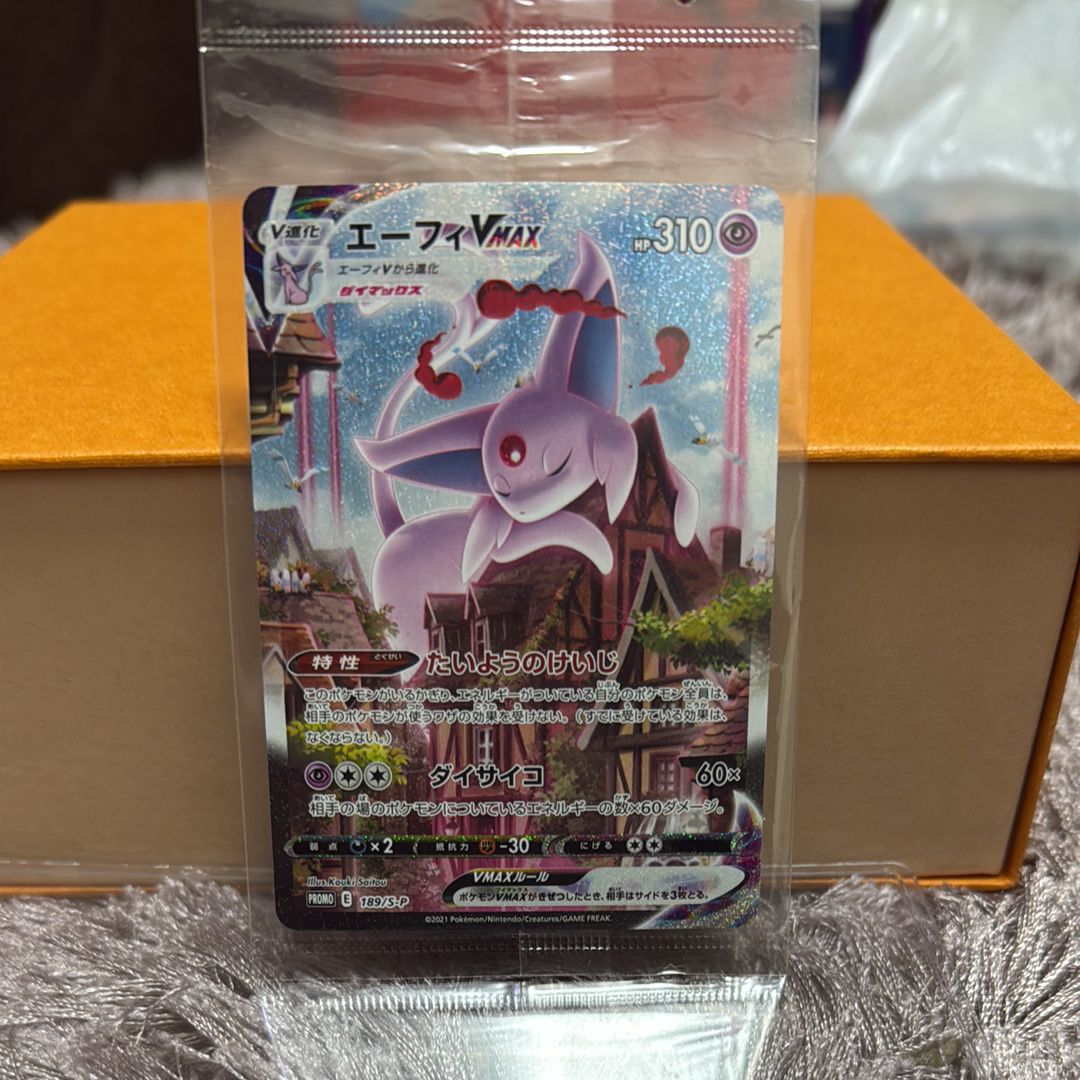 V進化
エーフィVMAX
HP310
エーフィVから進化
ダイマックス
特性 とくせい たいようのけいじ
このポケモンがいるかぎり、エネルギーがついている自分のポケモン全員は、
相手のポケモンが使うワザの効果を受けない。(すでに受けている効果は、
なくならない。)
ダイサイコ 60×
相手の場のポケモンについているエネルギーの数×60ダメージ。
弱点 ×2 抵抗力 -30 にげる
Illus. Kouki Saitou
VMAXルール
PROMO E 189/S-P
ポケモンVMAXがきぜつしたとき、相手はサイドを3枚とる。
©2021 Pokémon/Nintendo/Creatures/GAME FREAK.